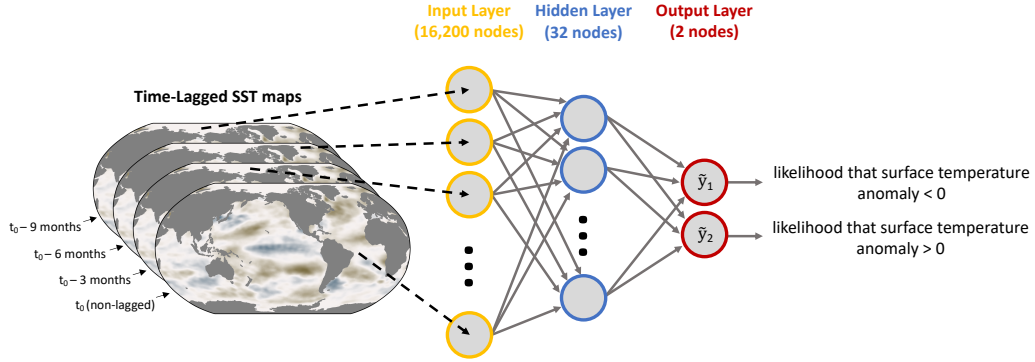 Input Layer
(16,200 nodes)
Hidden Layer
(32 nodes)
Output Layer
(2 nodes)
Time-Lagged SST maps
t₀ – 9 months
t₀ – 6 months
t₀ – 3 months
t₀ (non-lagged)
ỹ₁
ỹ₂
likelihood that surface temperature
anomaly < 0
likelihood that surface temperature
anomaly > 0